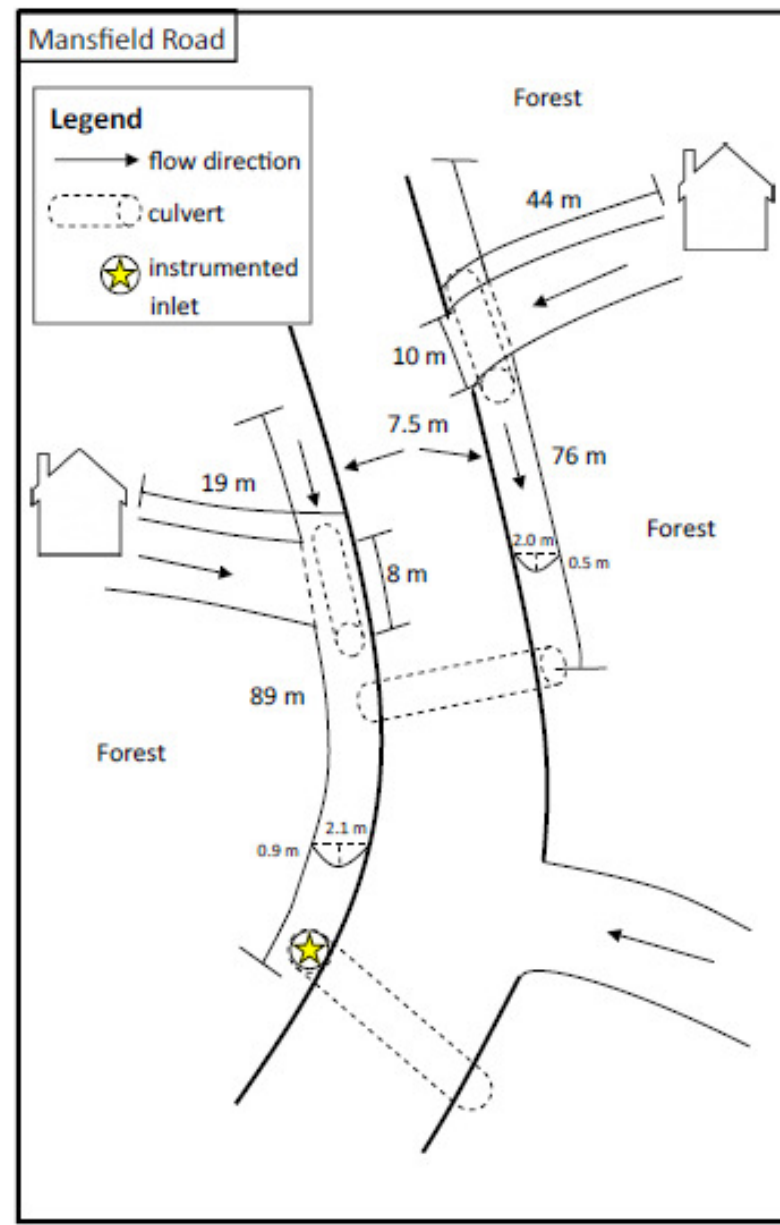 Mansfield Road
Legend
flow direction
culvert
instrumented
inlet
Forest
44 m
10 m
7.5 m
76 m
19 m
2.0 m
0.5 m
Forest
8 m
89 m
Forest
2.1 m
0.9 m